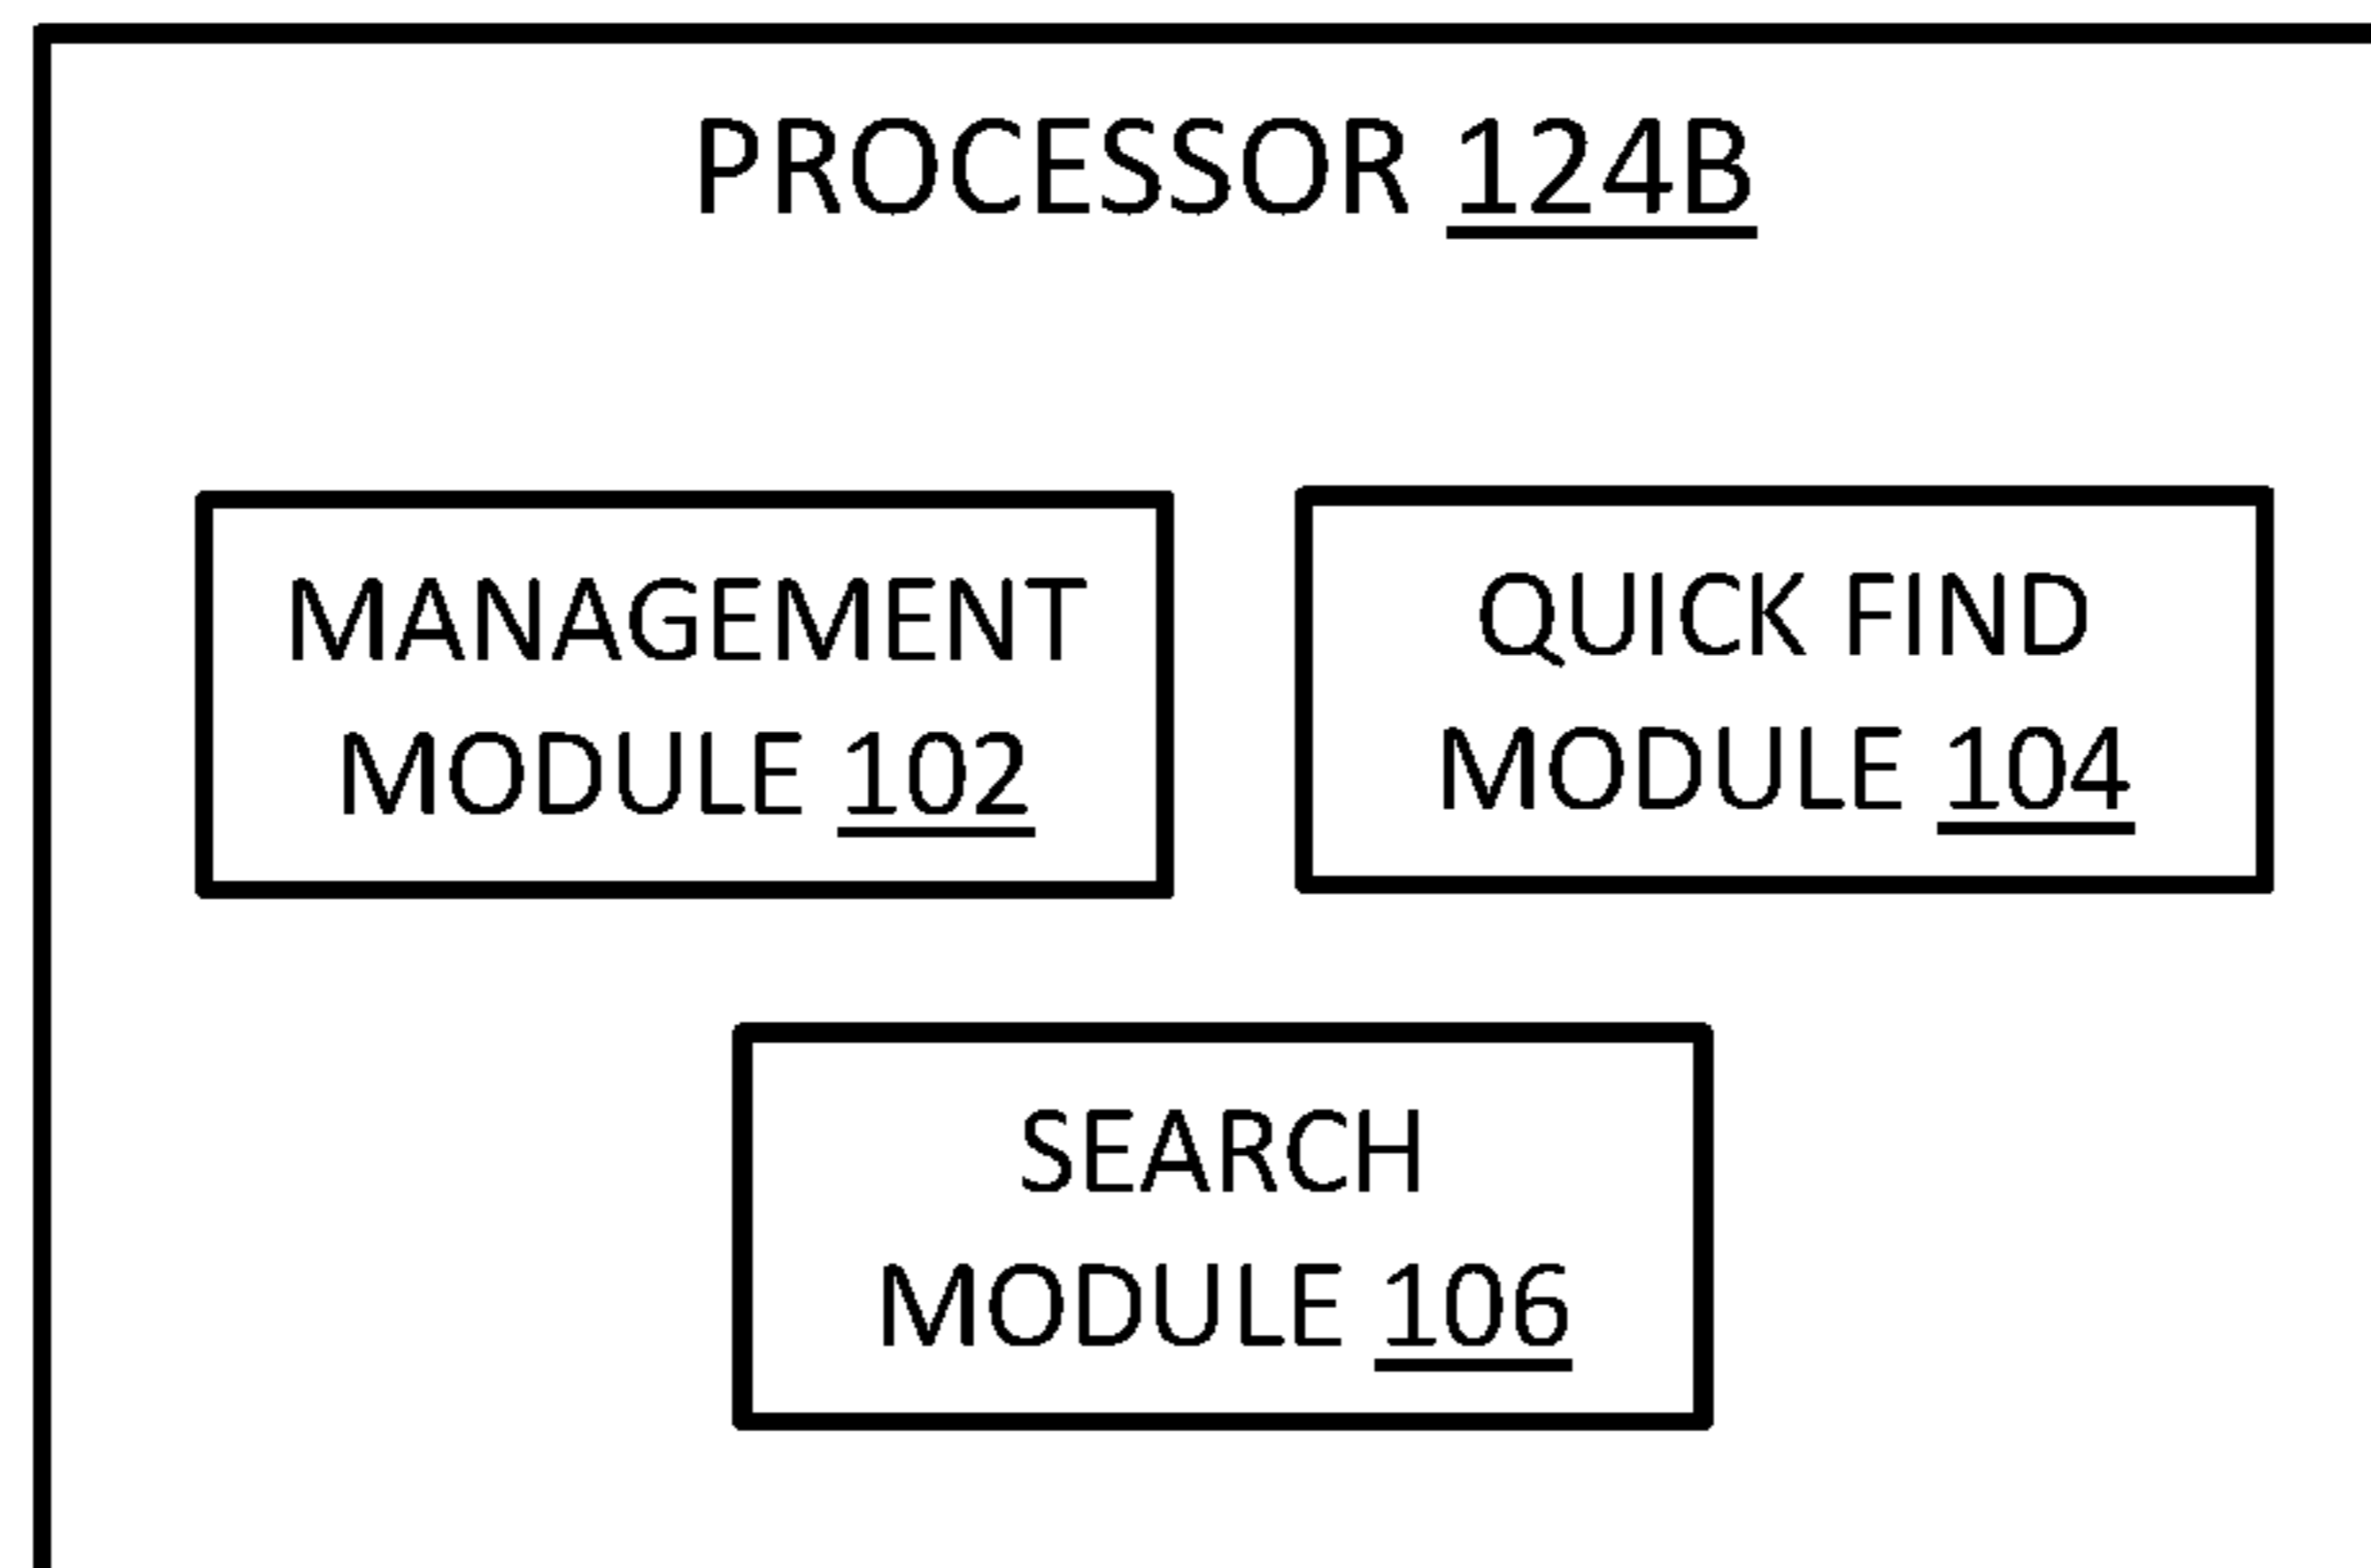 PROCESSOR 124B
MANAGEMENT
MODULE 102
QUICK FIND
MODULE 104
SEARCH
MODULE 106